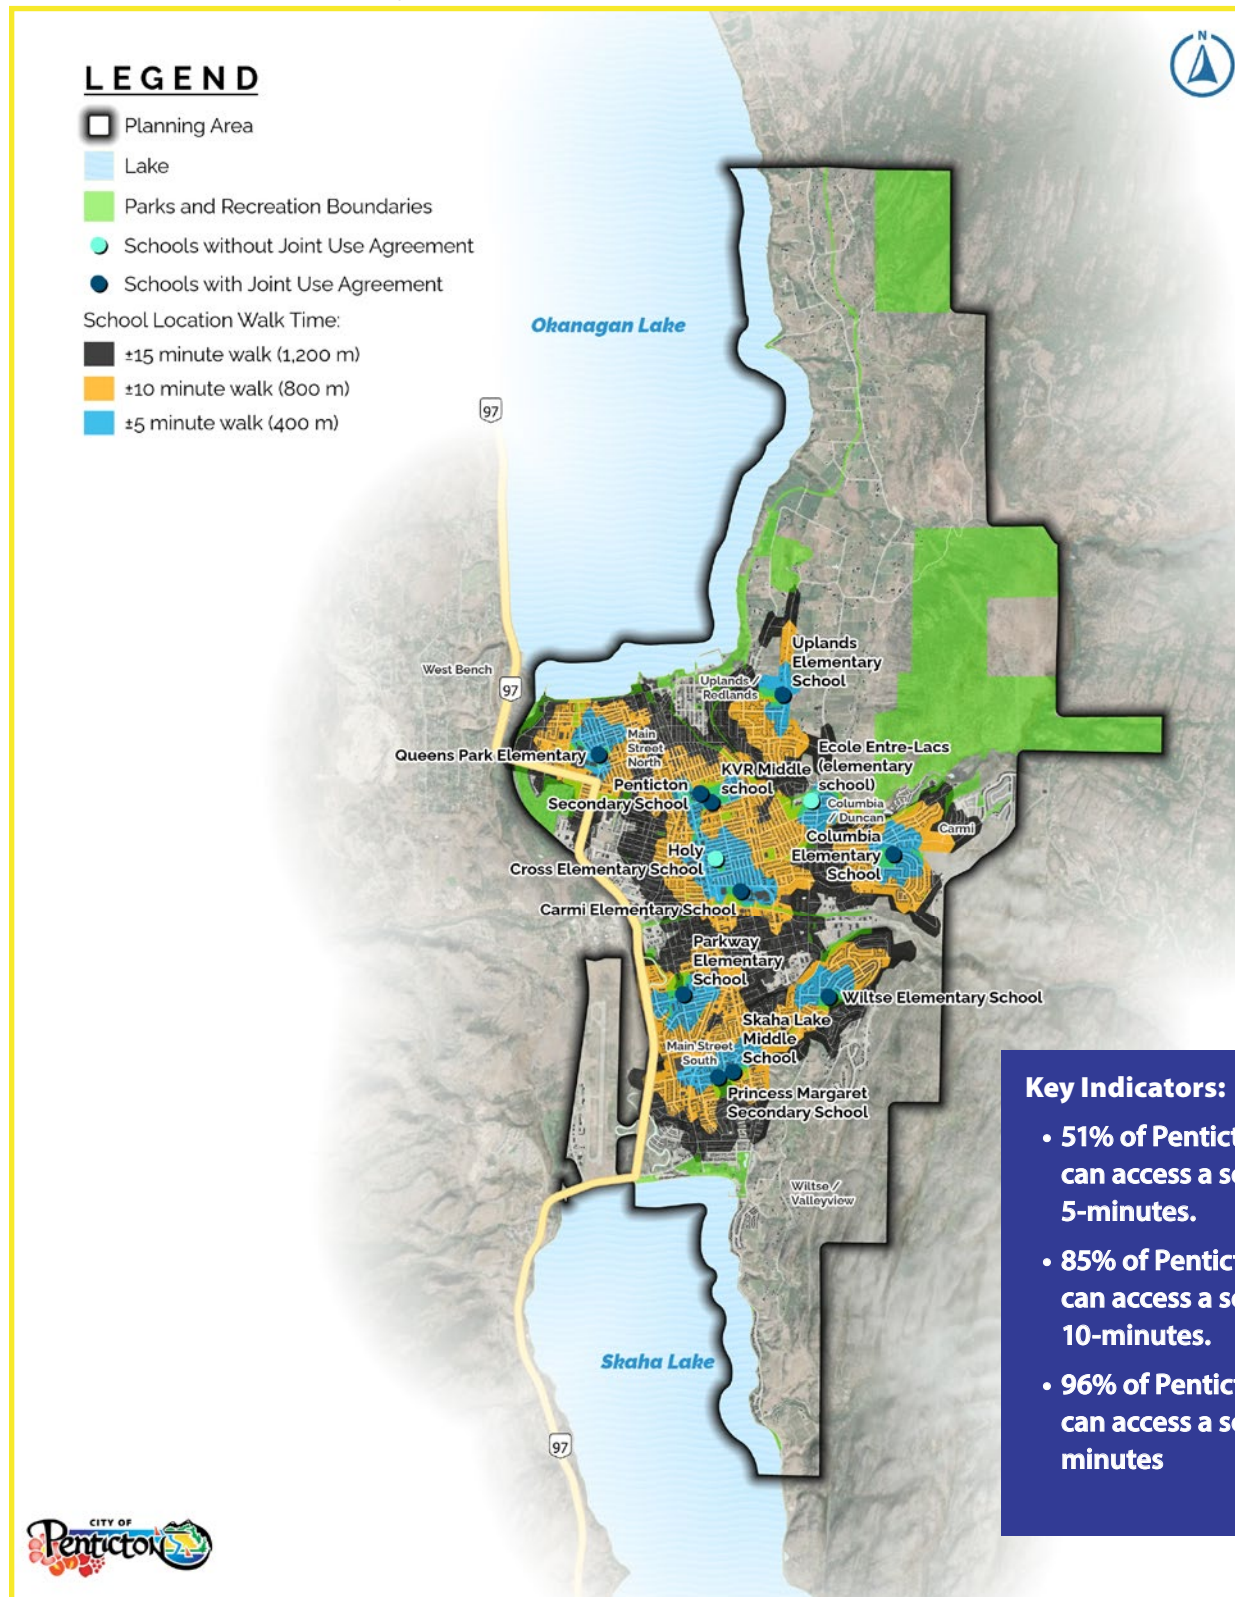 LEGEND
Planning Area
Lake
Parks and Recreation Boundaries
Schools without Joint Use Agreement
Schools with Joint Use Agreement
School Location Walk Time:
±15 minute walk (1,200 m)
±10 minute walk (800 m)
±5 minute walk (400 m)
N
Okanagan Lake
97
West Bench
97
Uplands
Elementary
School
Uplands /
Redlands
Main
Street
North
Queens Park Elementary
Ecole Entre-Lacs
(elementary
school)
KVR Middle
school
Penticton
Secondary School
Columbia
/ Duncan
Carmi
Columbia
Elementary
School
Holy
Cross Elementary School
Carmi Elementary School
Parkway
Elementary
School
Wiltse Elementary School
Skaha Lake
Middle
School
Main Street
South
Princess Margaret
Secondary School
Wiltse /
Valleyview
Skaha Lake
97
Key Indicators:
• 51% of
can access a
5-minutes.
• 85% of
can access a
10-minutes.
• 96% of
can access a
minutes
CITY OF
Penticton